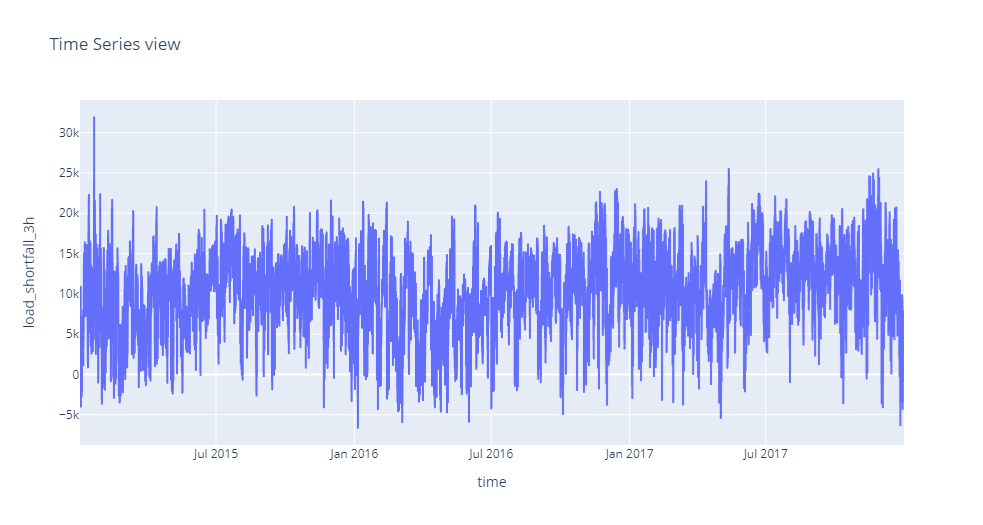 Time Series view
load_shortfall_3h
30k
25k
20k
15k
10k
5k
0
−5k
Jul 2015
Jan 2016
Jul 2016
Jan 2017
Jul 2017
time